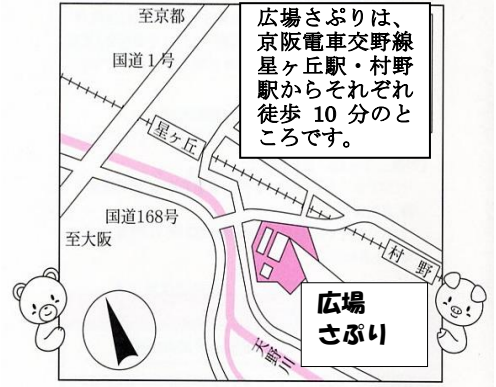 至京都
国道1号
広場さぷりは、
京阪電車交野線
星ヶ丘駅・村野
駅からそれぞれ
徒歩 10 分のと
ころです。
星ヶ丘
国道168号
至大阪
村野
広場
さぷり
天野川